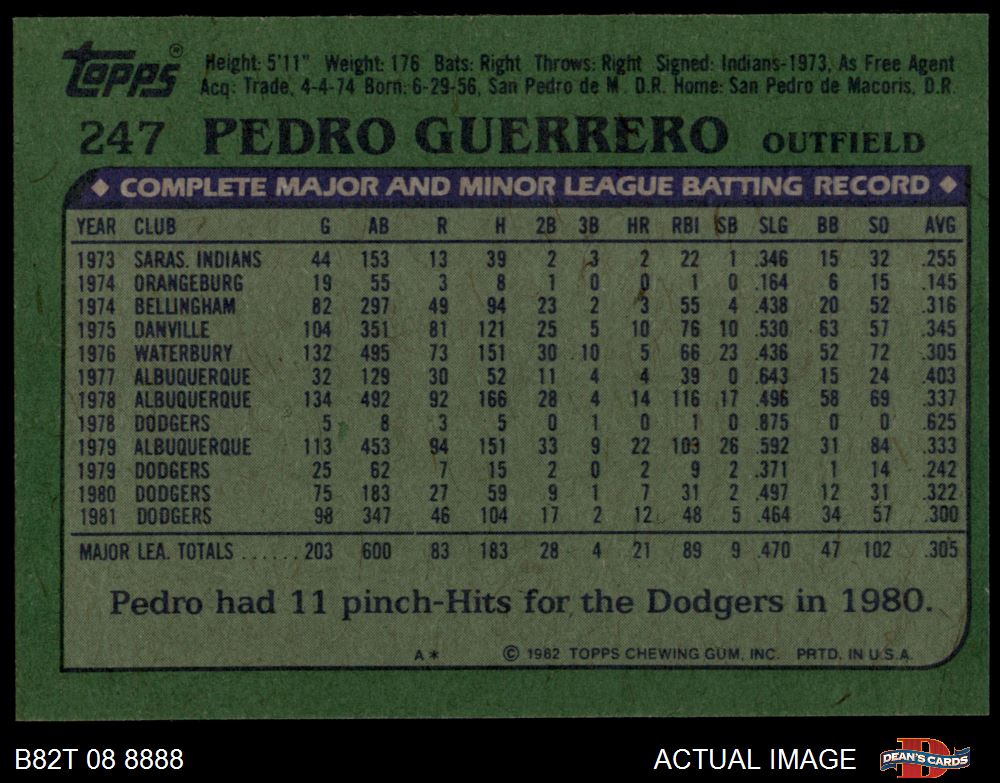 Topps® Height: 5'11" Weight: 176 Bats: Right Throws: Right Signed: Indians-1973, As Free Agent
Acq: Trade, 4-4-74 Born: 6-29-56, San Pedro de M. D.R. Home: San Pedro de Macoris, D.R.
247 PEDRO GUERRERO OUTFIELD
COMPLETE MAJOR AND MINOR LEAGUE BATTING RECORD
YEAR CLUB G AB R H 2B 3B HR RBI SB SLG BB SO AVG
1973 SARAS. INDIANS 44 153 13 39 2 3 2 22 1 .346 15 32 .255
1974 ORANGEBURG 19 55 3 8 1 0 0 1 0 .164 6 15 .145
1974 BELLINGHAM 82 297 49 94 23 2 3 55 4 .438 20 52 .316
1975 DANVILLE 104 351 81 121 25 5 10 76 10 .530 63 57 .345
1976 WATERBURY 132 495 73 151 30 10 5 66 23 .436 52 72 .305
1977 ALBUQUERQUE 32 129 30 52 11 4 4 39 0 .643 15 24 .403
1978 ALBUQUERQUE 134 492 92 166 28 4 14 116 17 .496 58 69 .337
1978 DODGERS 5 8 3 5 0 1 0 1 0 .875 0 0 .625
1979 ALBUQUERQUE 113 453 94 151 33 9 22 103 26 .592 31 84 .333
1979 DODGERS 25 62 7 15 2 0 2 9 2 .371 1 14 .242
1980 DODGERS 75 183 27 59 9 1 7 31 2 .497 12 31 .322
1981 DODGERS 98 347 46 104 17 2 12 48 5 .464 34 57 .300
MAJOR LEA. TOTALS ...... 203 600 83 183 28 4 21 89 9 .470 47 102 .305
Pedro had 11 pinch-Hits for the Dodgers in 1980.
A* © 1982 TOPPS CHEWING GUM, INC. PRTD. IN U.S.A.
B82T 08 8888 ACTUAL IMAGE DEAN'S CARDS